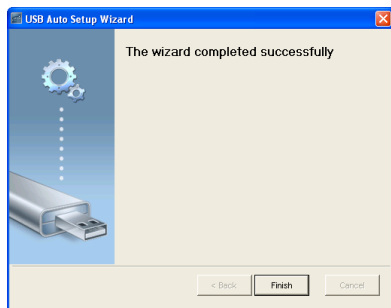 USB Auto Setup Wizard
The wizard completed successfully
< Back
Finish
Cancel